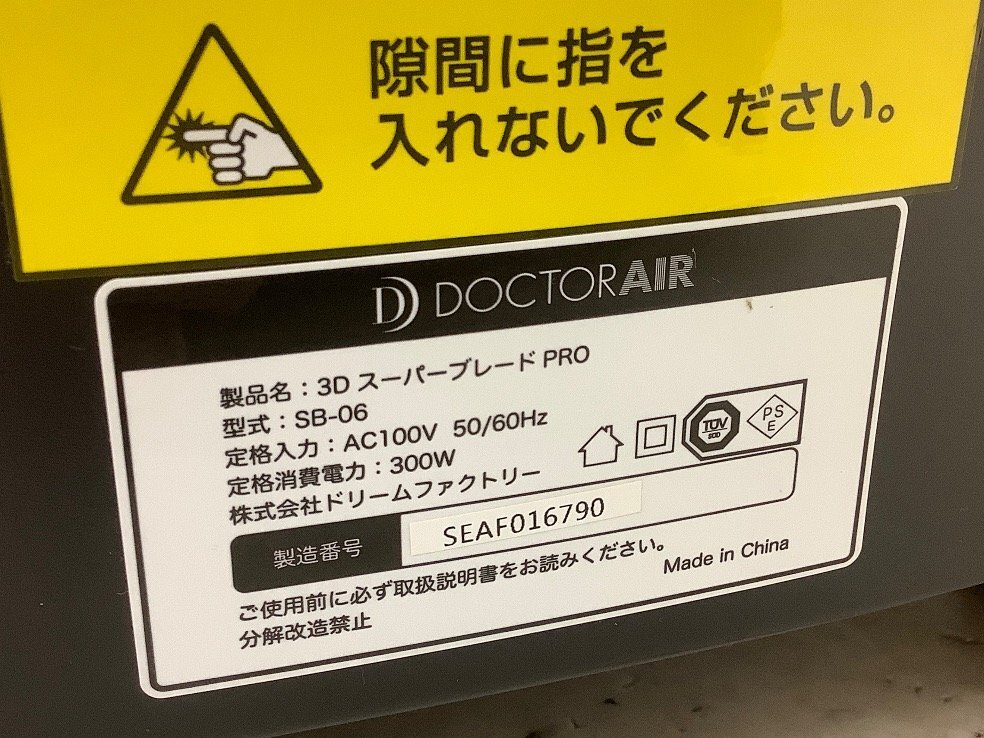 隙間に指を
入れないでください。
DOCTORAIR
製品名：3D スーパーブレード PRO
型式：SB-06
定格入力：AC100V 50/60Hz
定格消費電力：300W
株式会社ドリームファクトリー
TÜV
SÜD
PS
E
製造番号
SEAF016790
ご使用前に必ず取扱説明書をお読みください。
分解改造禁止
Made in China